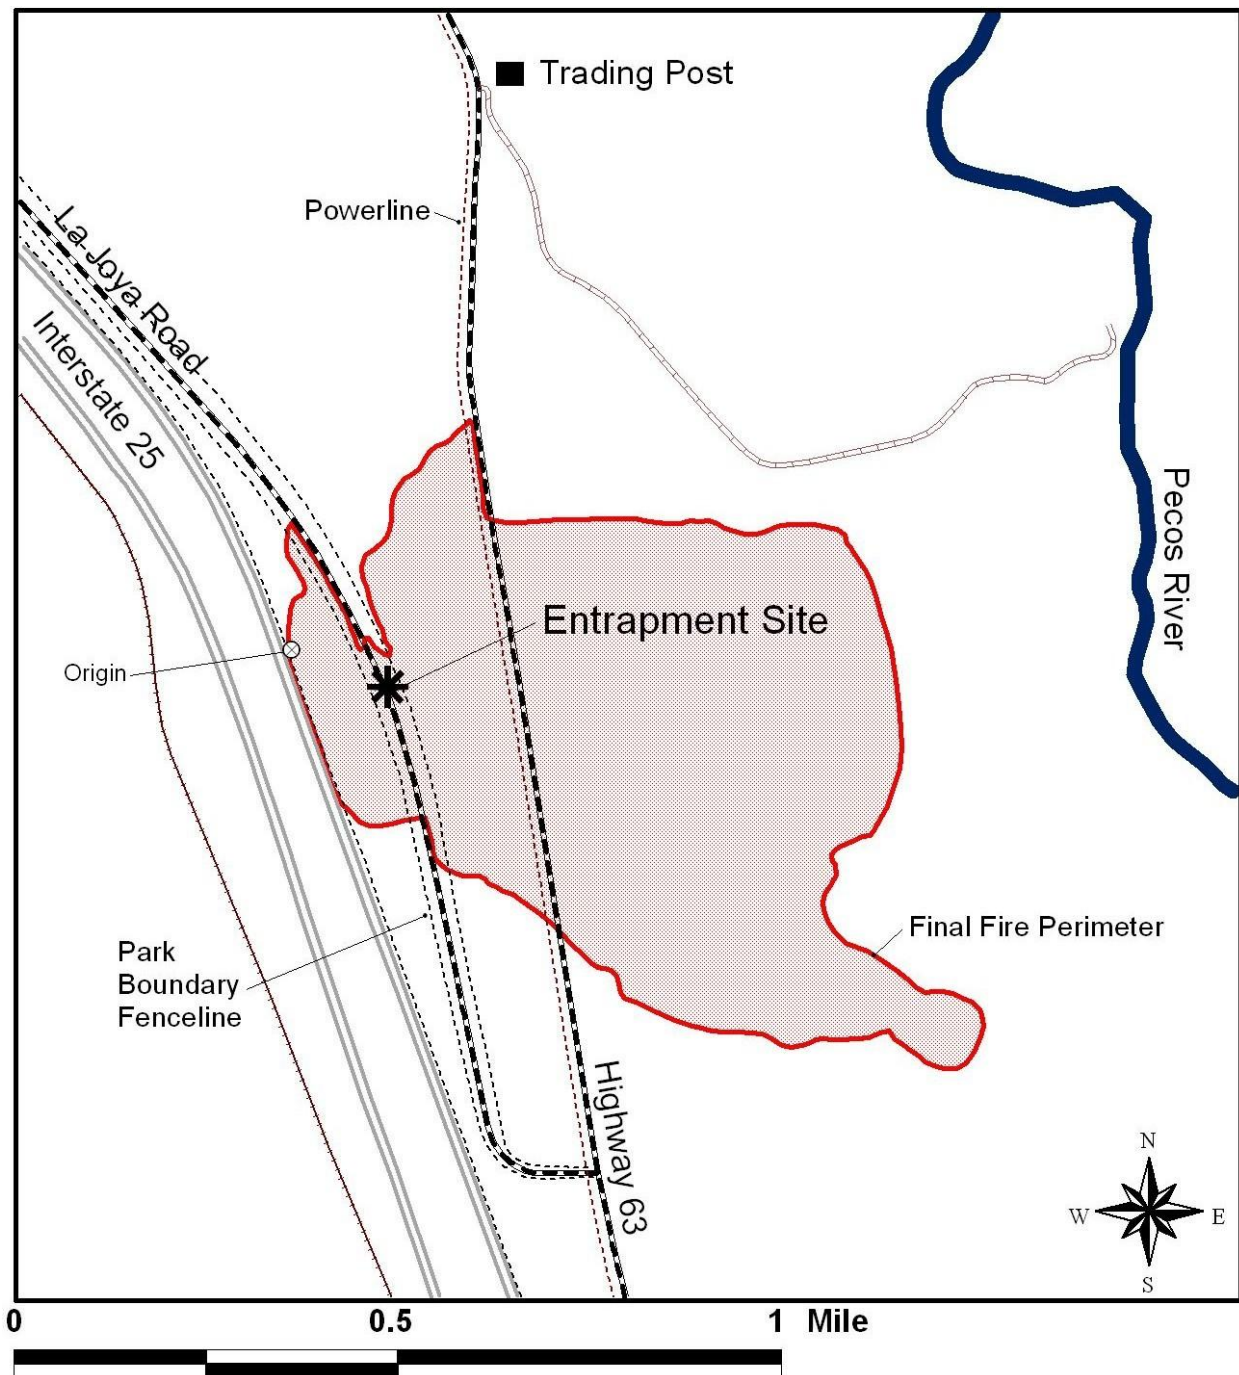 Trading Post
Powerline
La Joya Road
Interstate 25
Pecos River
Entrapment Site
Origin
Final Fire Perimeter
Park
Boundary
Fenceline
Highway 63
N
W
E
S
0
0.5
1 Mile